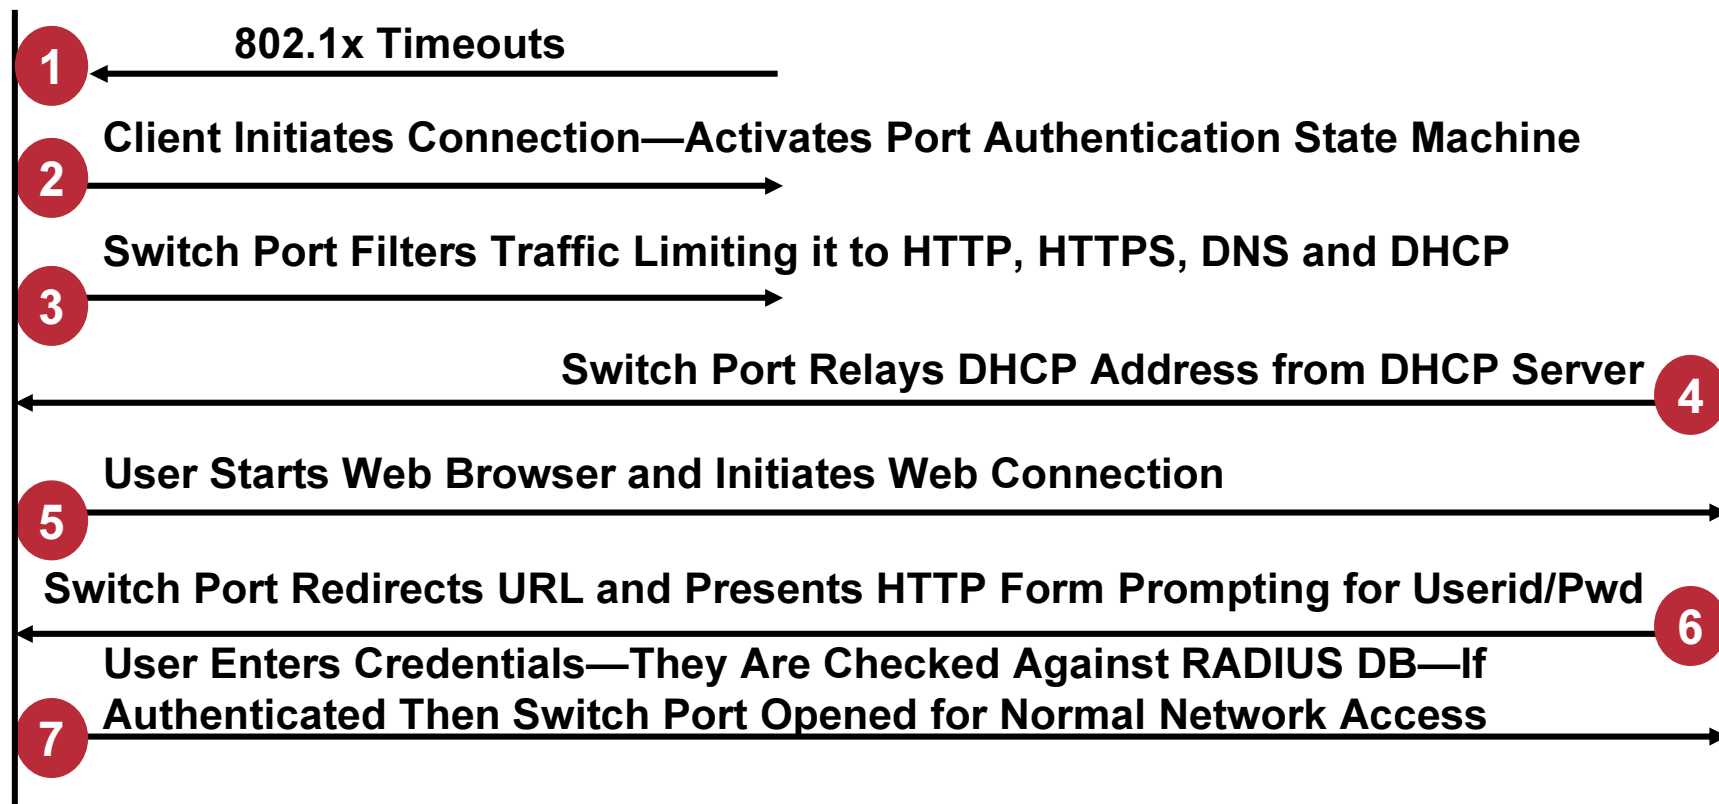 1
802.1x Timeouts
Client Initiates Connection—Activates Port Authentication State Machine
2
Switch Port Filters Traffic Limiting it to HTTP, HTTPS, DNS and DHCP
3
Switch Port Relays DHCP Address from DHCP Server
4
User Starts Web Browser and Initiates Web Connection
5
Switch Port Redirects URL and Presents HTTP Form Prompting for Userid/Pwd
6
User Enters Credentials—They Are Checked Against RADIUS DB—If
Authenticated Then Switch Port Opened for Normal Network Access
7